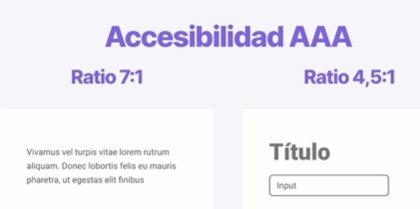 Accesibilidad AAA
Ratio 7:1
Ratio 4,5:1
Vivamus vel turpis vitae lorem rutrum
aliquam. Donec lobortis felis eu mauris
pharetra, ut egestas elit finibus
Título
Input